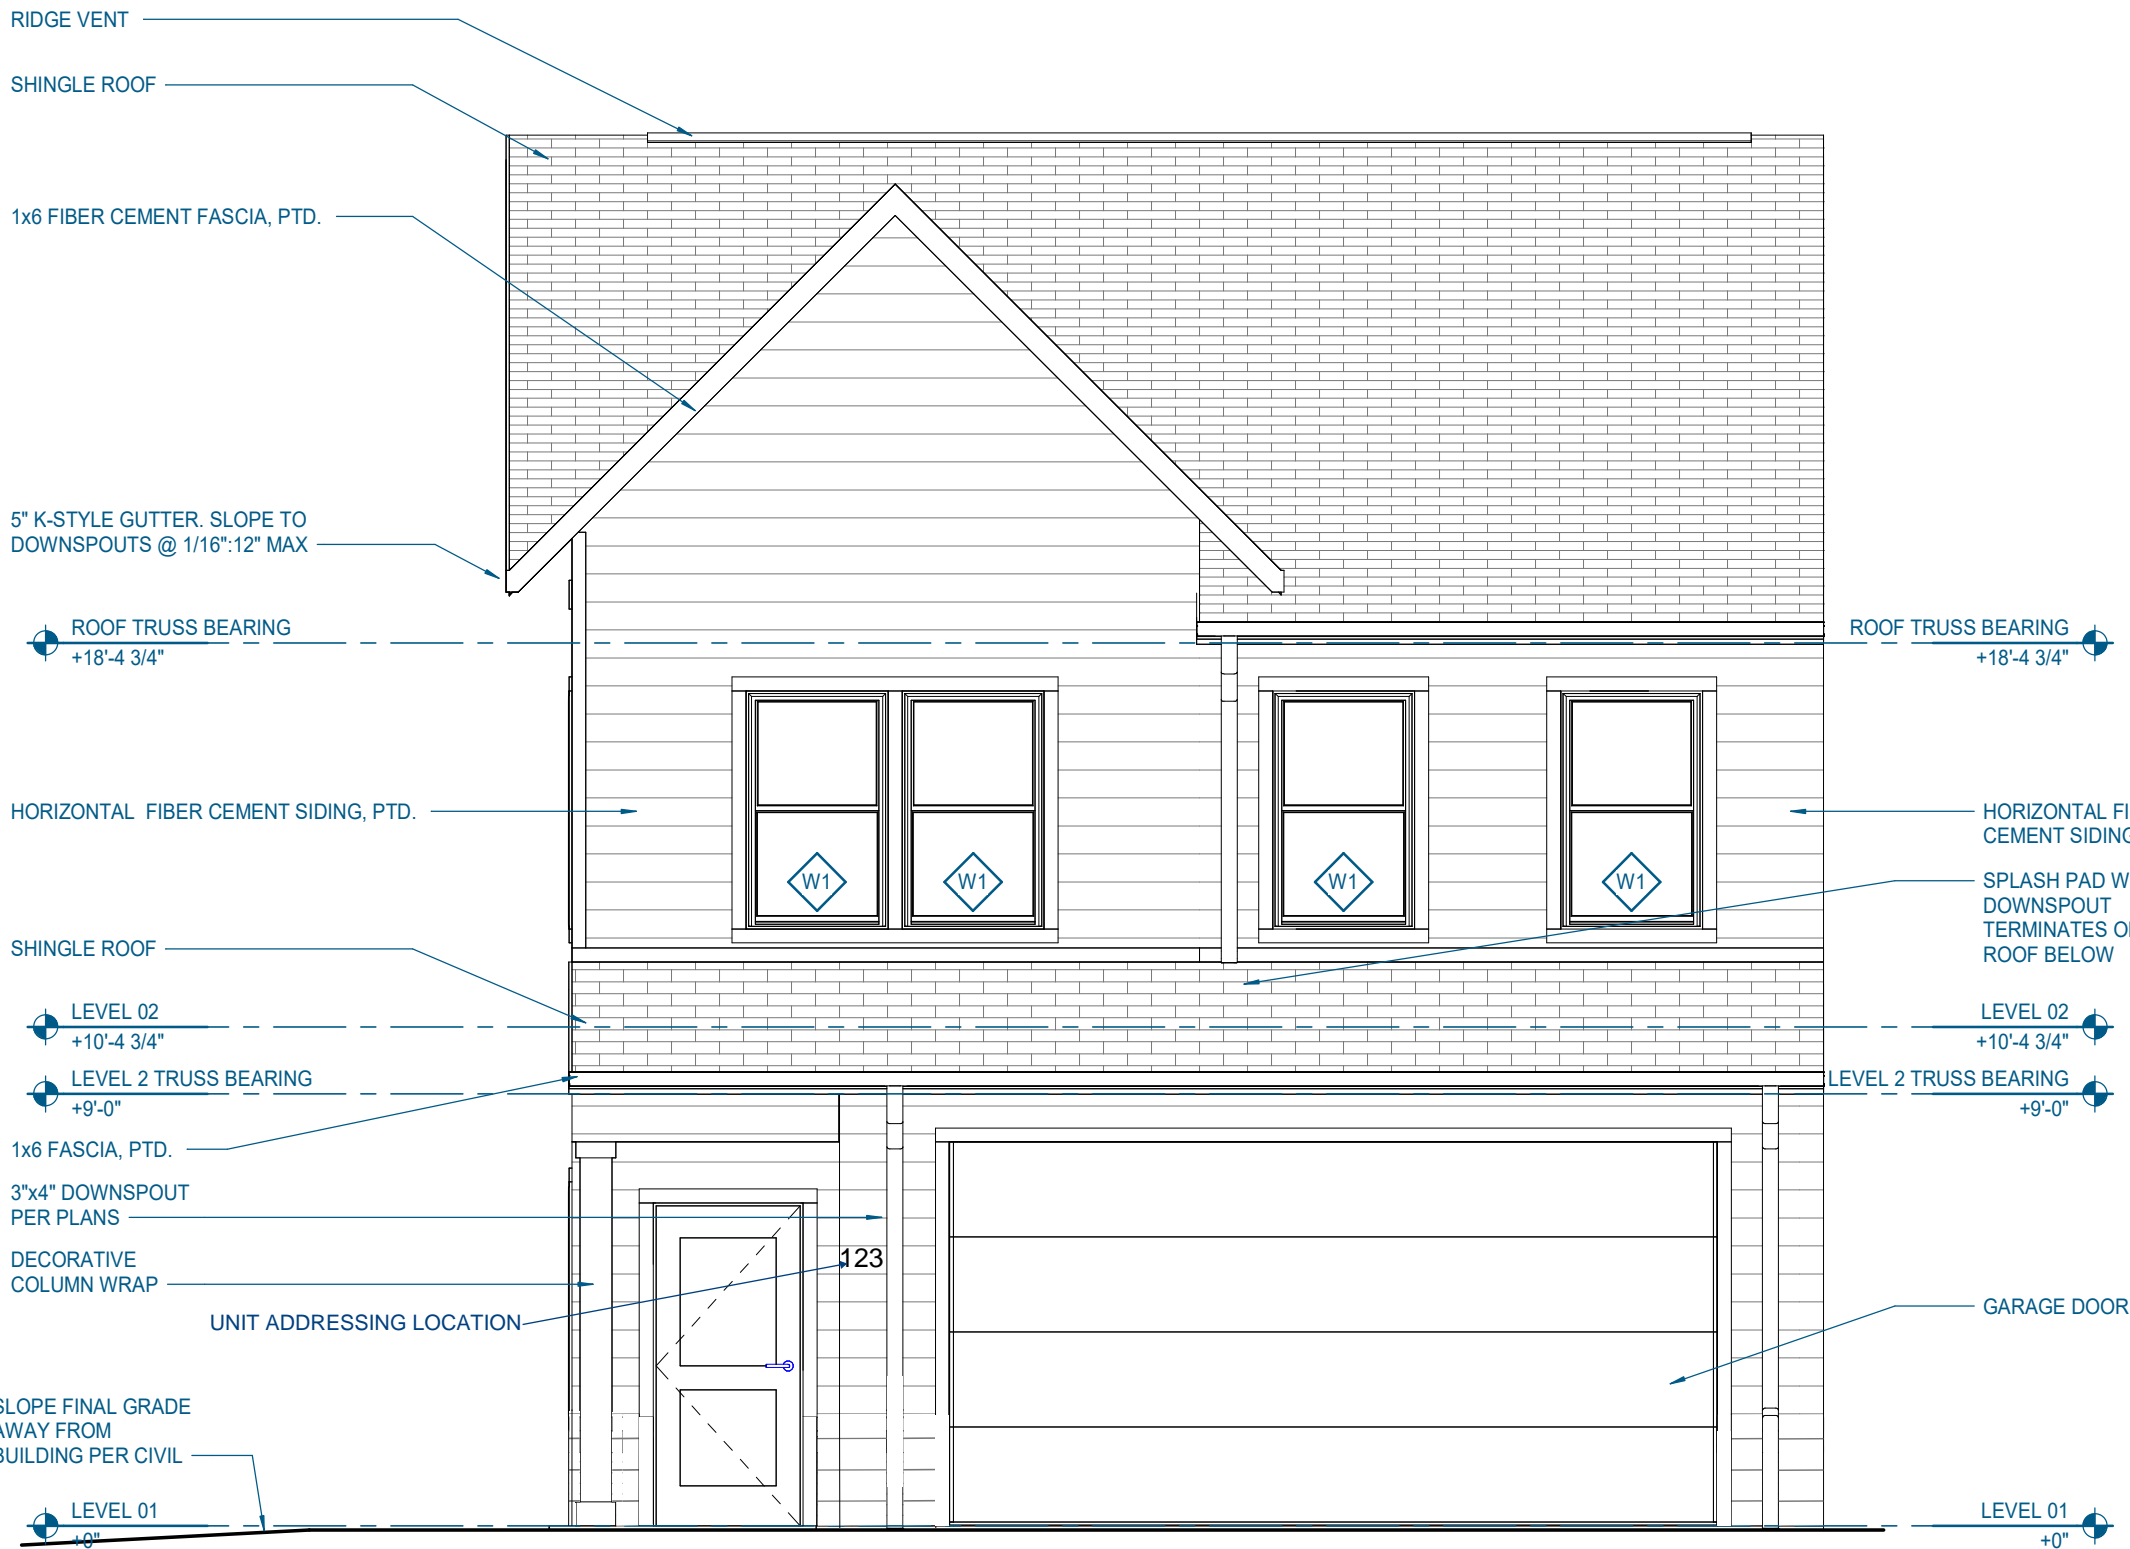 RIDGE VENT
SHINGLE ROOF
1x6 FIBER CEMENT FASCIA, PTD.
5" K-STYLE GUTTER. SLOPE TO
DOWNSPOUTS @ 1/16":12" MAX
ROOF TRUSS BEARING
+18'-4 3/4"
ROOF TRUSS BEARING
+18'-4 3/4"
HORIZONTAL FIBER CEMENT SIDING, PTD.
HORIZONTAL FI
CEMENT SIDING
W1
W1
W1
W1
SPLASH PAD W
DOWNSPOUT
TERMINATES O
ROOF BELOW
SHINGLE ROOF
LEVEL 02
+10'-4 3/4"
LEVEL 02
+10'-4 3/4"
LEVEL 2 TRUSS BEARING
+9'-0"
LEVEL 2 TRUSS BEARING
+9'-0"
1x6 FASCIA, PTD.
3"x4" DOWNSPOUT
PER PLANS
DECORATIVE
COLUMN WRAP
123
UNIT ADDRESSING LOCATION
GARAGE DOOR
SLOPE FINAL GRADE
AWAY FROM
BUILDING PER CIVIL
LEVEL 01
+0"
LEVEL 01
+0"